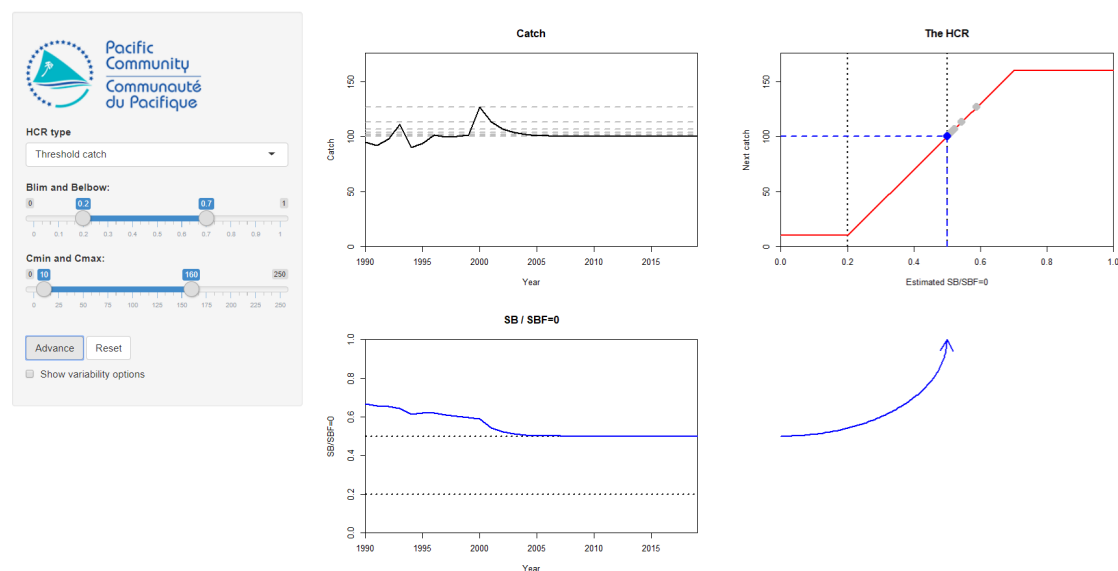 Pacific
Community
Communauté
du Pacifique
HCR type
Threshold catch
Blim and Belbow:
0 0.2 0.7 1
0 0.1 0.2 0.3 0.4 0.5 0.6 0.7 0.8 0.9 1
Cmin and Cmax:
0 10 160 250
0 25 50 75 100 125 150 175 200 225 250
Advance Reset
Show variability options
Catch
Catch
0 50 100 150
1990 1995 2000 2005 2010 2015
Year
The HCR
Next catch
0 50 100 150
0.0 0.2 0.4 0.6 0.8 1.0
Estimated SB/SBF=0
SB / SBF=0
SB/SBF=0
0.0 0.2 0.4 0.6 0.8 1.0
1990 1995 2000 2005 2010 2015
Year